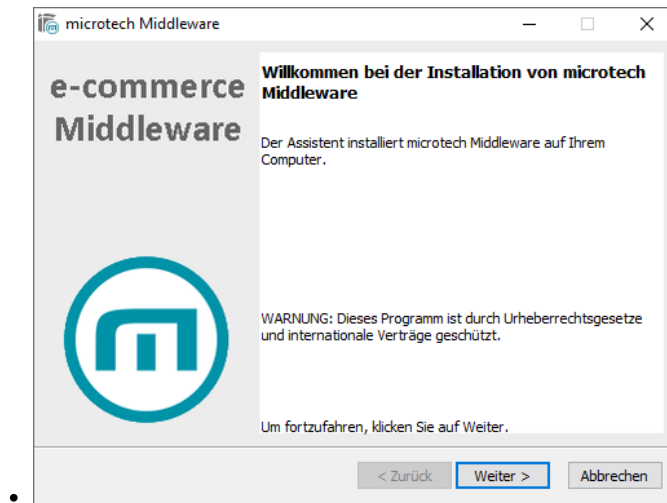 microtech Middleware
e-commerce
Middleware
Willkommen bei der Installation von microtech
Middleware
Der Assistent installiert microtech Middleware auf Ihrem
Computer.
WARNUNG: Dieses Programm ist durch Urheberrechtsgesetze
und internationale Verträge geschützt.
Um fortzufahren, klicken Sie auf Weiter.
< Zurück Weiter > Abbrechen